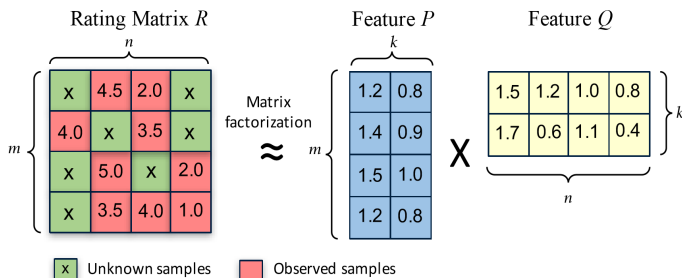 Rating Matrix R
Feature P
Feature Q
n
k
m
x 4.5 2.0 x
4.0 x 3.5 x
x 5.0 x 2.0
x 3.5 4.0 1.0
Matrix
factorization
≈
m
1.2 0.8
1.4 0.9
1.5 1.0
1.2 0.8
X
1.5 1.2 1.0 0.8
1.7 0.6 1.1 0.4
k
n
x Unknown samples
Observed samples